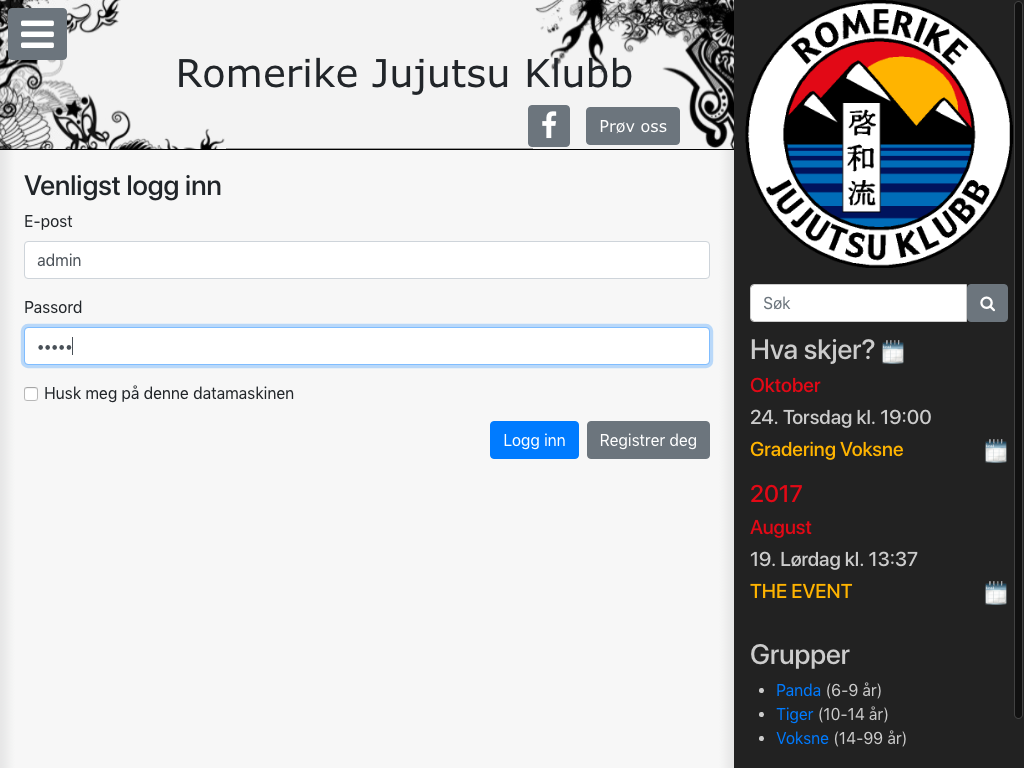 Romerike Jujutsu Klubb
Prøv oss
Venligst logg inn
E-post
admin
Passord
•••••
Husk meg på denne datamaskinen
Logg inn
Registrer deg
ROMERIKE
啓和流
JUJUTSU KLUBB
Søk
Hva skjer?
Oktober
24. Torsdag kl. 19:00
Gradering Voksne
2017
August
19. Lørdag kl. 13:37
THE EVENT
Grupper
• Panda (6-9 år)
• Tiger (10-14 år)
• Voksne (14-99 år)